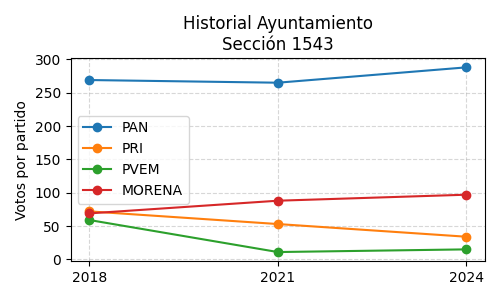 Historial Ayuntamiento
Sección 1543
Votos por partido
300
250
200
150
100
50
0
PAN
PRI
PVEM
MORENA
2018
2021
2024